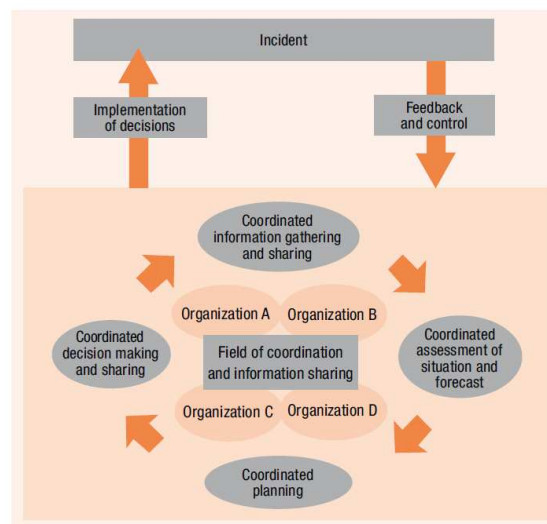 Incident
Implementation
of decisions
Feedback
and control
Coordinated
information gathering
and sharing
Organization A
Organization B
Coordinated
decision making
and sharing
Field of coordination
and information sharing
Coordinated
assessment of
situation and
forecast
Organization C
Organization D
Coordinated
planning